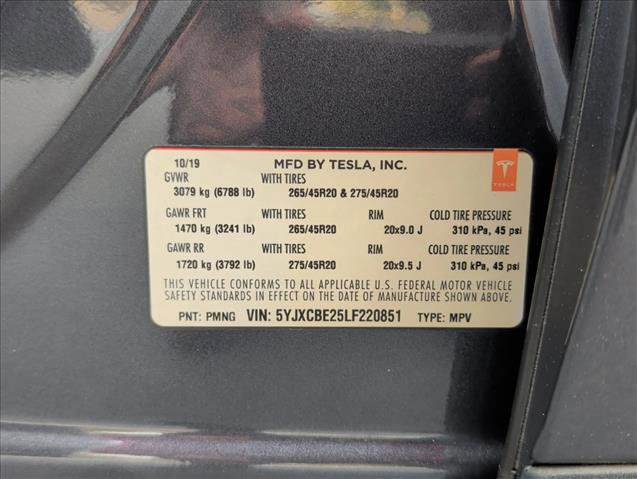 10/19 MFD BY TESLA, INC.
GVWR WITH TIRES
3079 kg (6788 lb) 265/45R20 & 275/45R20
TESLA
GAWR FRT WITH TIRES RIM COLD TIRE PRESSURE
1470 kg (3241 lb) 265/45R20 20x9.0 J 310 kPa, 45 psi
GAWR RR WITH TIRES RIM COLD TIRE PRESSURE
1720 kg (3792 lb) 275/45R20 20x9.5 J 310 kPa, 45 psi
THIS VEHICLE CONFORMS TO ALL APPLICABLE U.S. FEDERAL MOTOR VEHICLE
SAFETY STANDARDS IN EFFECT ON THE DATE OF MANUFACTURE SHOWN ABOVE.
PNT: PMNG VIN: 5YJXCBE25LF220851 TYPE: MPV